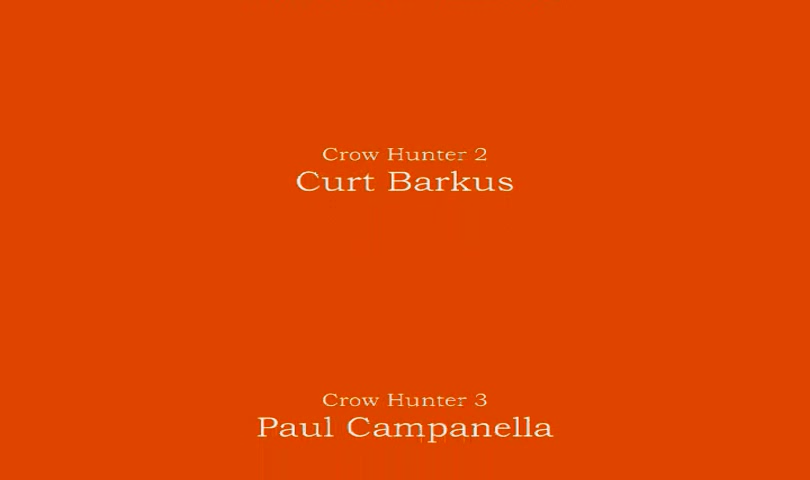 Crow Hunter 2
Curt Barkus
Crow Hunter 3
Paul Campanella